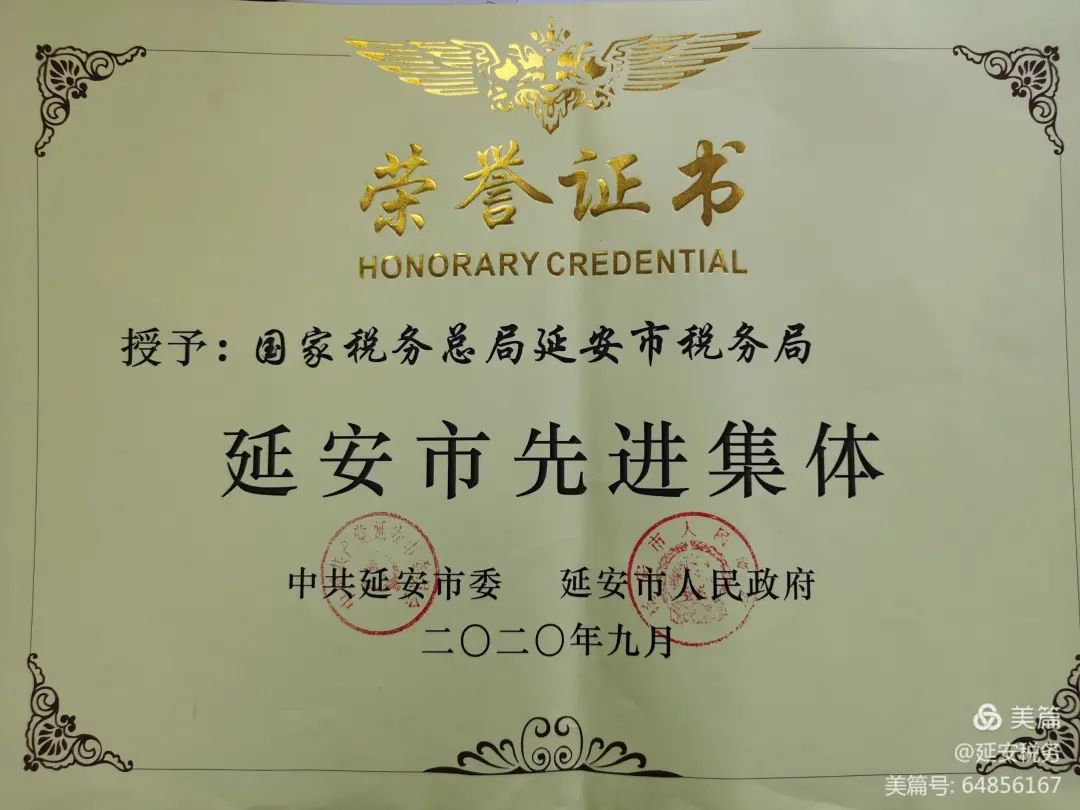 荣誉证书
HONORARY CREDENTIAL
授予：国家税务总局延安市税务局
延安市先进集体
中共延安市委 延安市人民政府
二〇二〇年九月
美篇
@延安税务
美篇号: 64856167